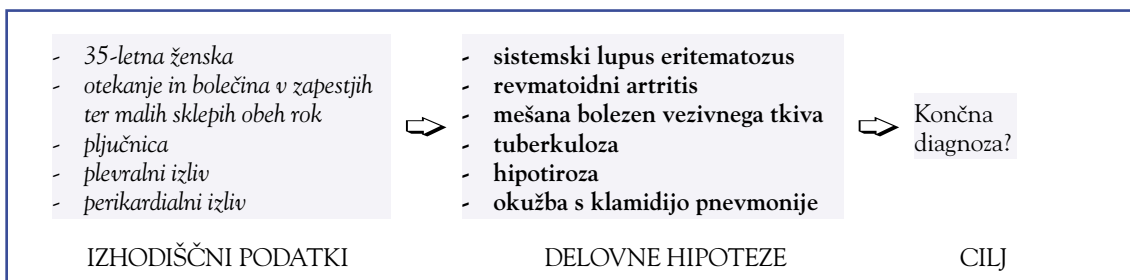 - 35-letna ženska
- otekanje in bolečina v zapestjih
ter malih sklepih obeh rok
- pljučnica
- plevralni izliv
- perikardialni izliv
IZHODIŠČNI PODATKI
- sistemski lupus eritematozus
- revmatoidni artritis
- mešana bolezen vezivnega tkiva
- tuberkuloza
- hipotiroza
- okužba s klamidijo pnevmonije
DELOVNE HIPOTEZE
Končna
diagnoza?
CILJ